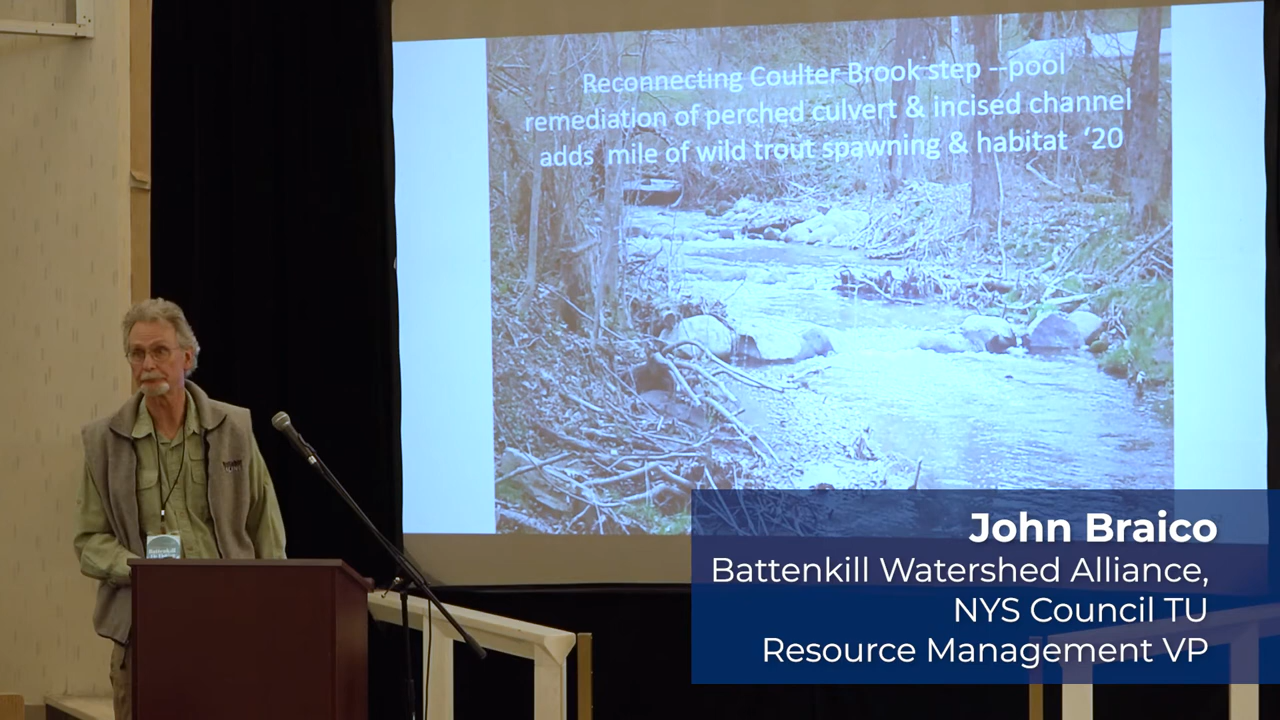 Reconnecting Coulter Brook step --pool
remediation of perched culvert & incised channel
adds mile of wild trout spawning & habitat ‘20
John Braico
Battenkill Watershed Alliance,
NYS Council TU
Resource Management VP
Battenkill